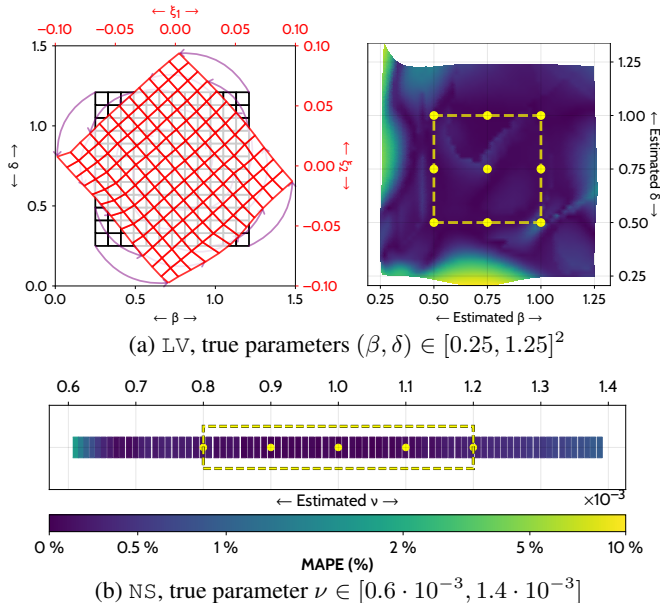 ← ξ₁ →
−0.10 −0.05 0.00 0.05 0.10
1.5 1.0 0.5 0.0
← δ →
0.10 0.05 0.00 −0.05 −0.10
← ξ₂ →
0.0 0.5 1.0 1.5
← β →
1.25 1.00 0.75 0.50 0.25
← Estimated δ →
0.25 0.50 0.75 1.00 1.25
← Estimated β →
(a) LV, true parameters (β, δ) ∈ [0.25, 1.25]²
0.6 0.7 0.8 0.9 1.0 1.1 1.2 1.3 1.4
← Estimated ν → ×10⁻³
0 % 0.5 % 1 % 2 % 5 % 10 %
MAPE (%)
(b) NS, true parameter ν ∈ [0.6 · 10⁻³, 1.4 · 10⁻³]